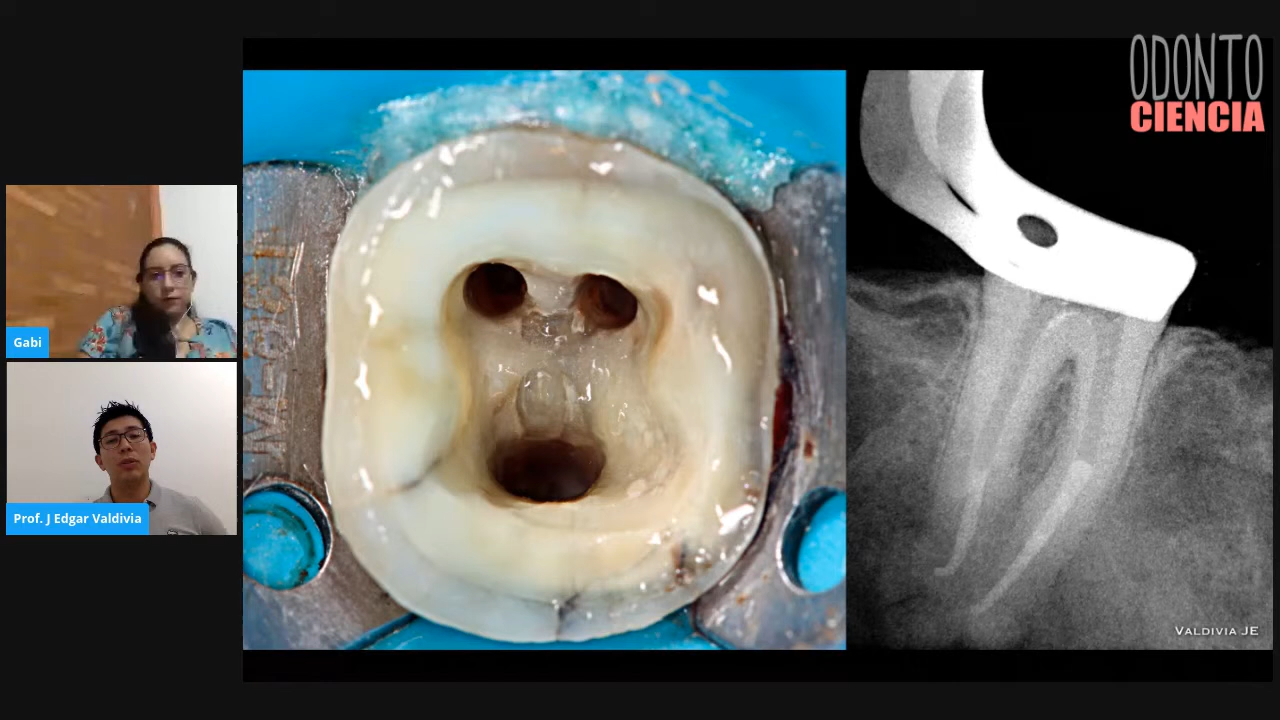 ODONTO
CIENCIA
Gabi
Prof. J Edgar Valdivia
VALDIVIA JE